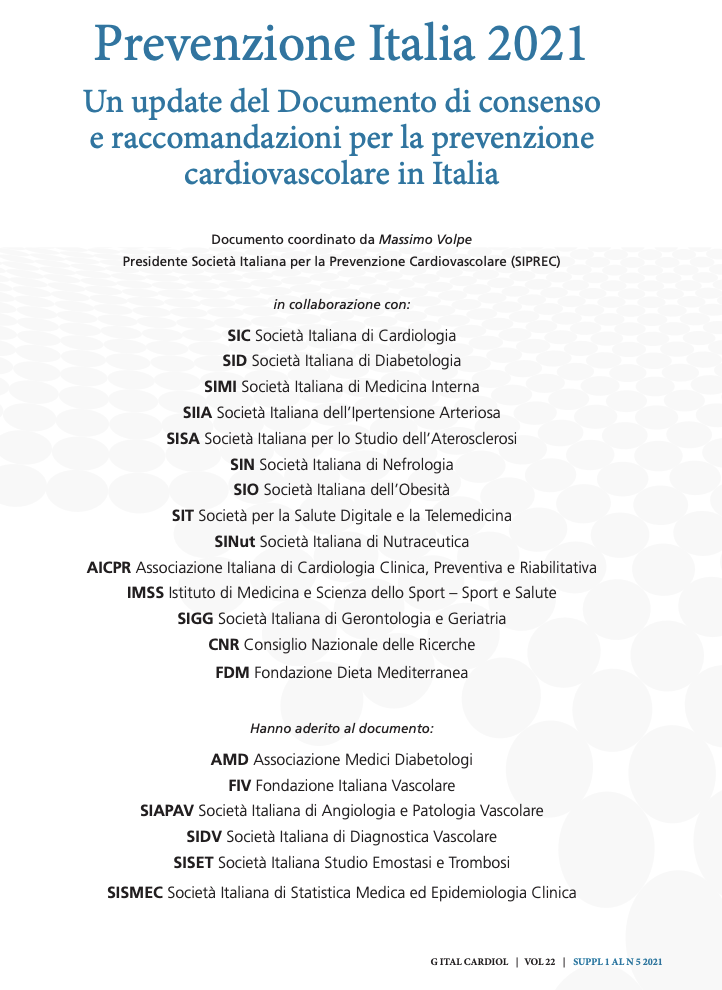 Prevenzione Italia 2021
Un update del Documento di consenso
e raccomandazioni per la prevenzione
cardiovascolare in Italia
Documento coordinato da Massimo Volpe
Presidente Società Italiana per la Prevenzione Cardiovascolare (SIPREC)
in collaborazione con:
SIC Società Italiana di Cardiologia
SID Società Italiana di Diabetologia
SIMI Società Italiana di Medicina Interna
SIIA Società Italiana dell’Ipertensione Arteriosa
SISA Società Italiana per lo Studio dell’Aterosclerosi
SIN Società Italiana di Nefrologia
SIO Società Italiana dell’Obesità
SIT Società per la Salute Digitale e la Telemedicina
SINut Società Italiana di Nutraceutica
AICPR Associazione Italiana di Cardiologia Clinica, Preventiva e Riabilitativa
IMSS Istituto di Medicina e Scienza dello Sport – Sport e Salute
SIGG Società Italiana di Gerontologia e Geriatria
CNR Consiglio Nazionale delle Ricerche
FDM Fondazione Dieta Mediterranea
Hanno aderito al documento:
AMD Associazione Medici Diabetologi
FIV Fondazione Italiana Vascolare
SIAPAV Società Italiana di Angiologia e Patologia Vascolare
SIDV Società Italiana di Diagnostica Vascolare
SISET Società Italiana Studio Emostasi e Trombosi
SISMEC Società Italiana di Statistica Medica ed Epidemiologia Clinica
G ITAL CARDIOL | VOL 22 | SUPPL 1 AL N 5 2021